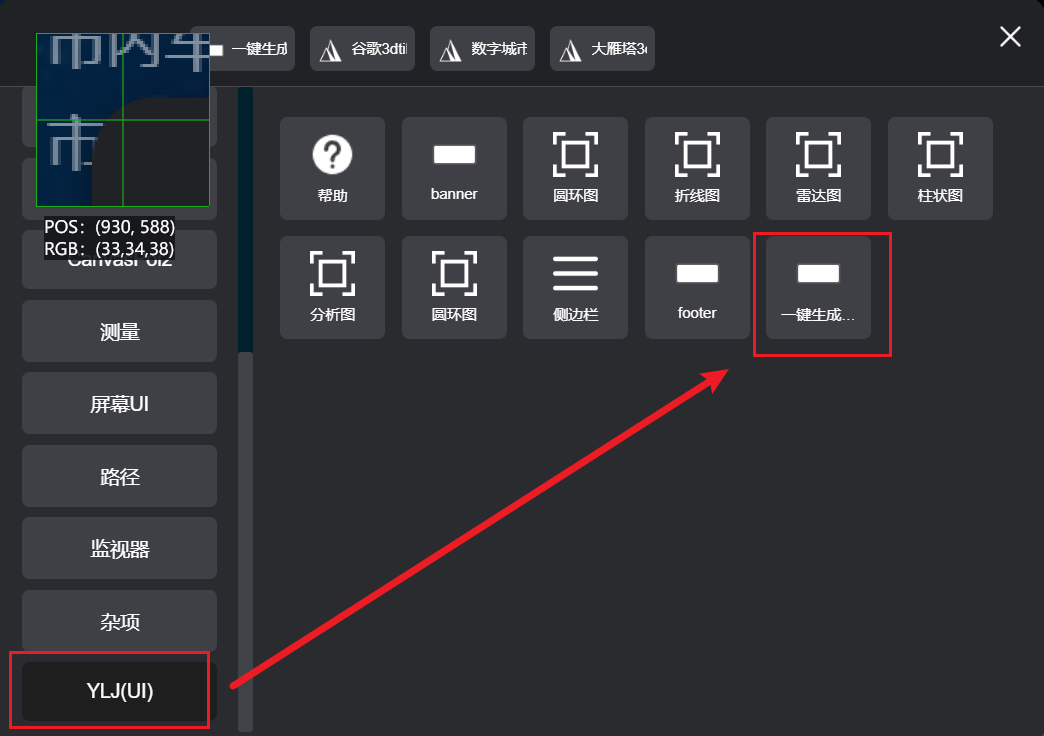 市内车
市
一键生成
谷歌3dti
数字城市
大雁塔3d
POS: (930, 588)
RGB: (33,34,38)
测量
屏幕UI
路径
监视器
杂项
YLJ(UI)
帮助
banner
圆环图
折线图
雷达图
柱状图
分析图
圆环图
侧边栏
footer
一键生成...